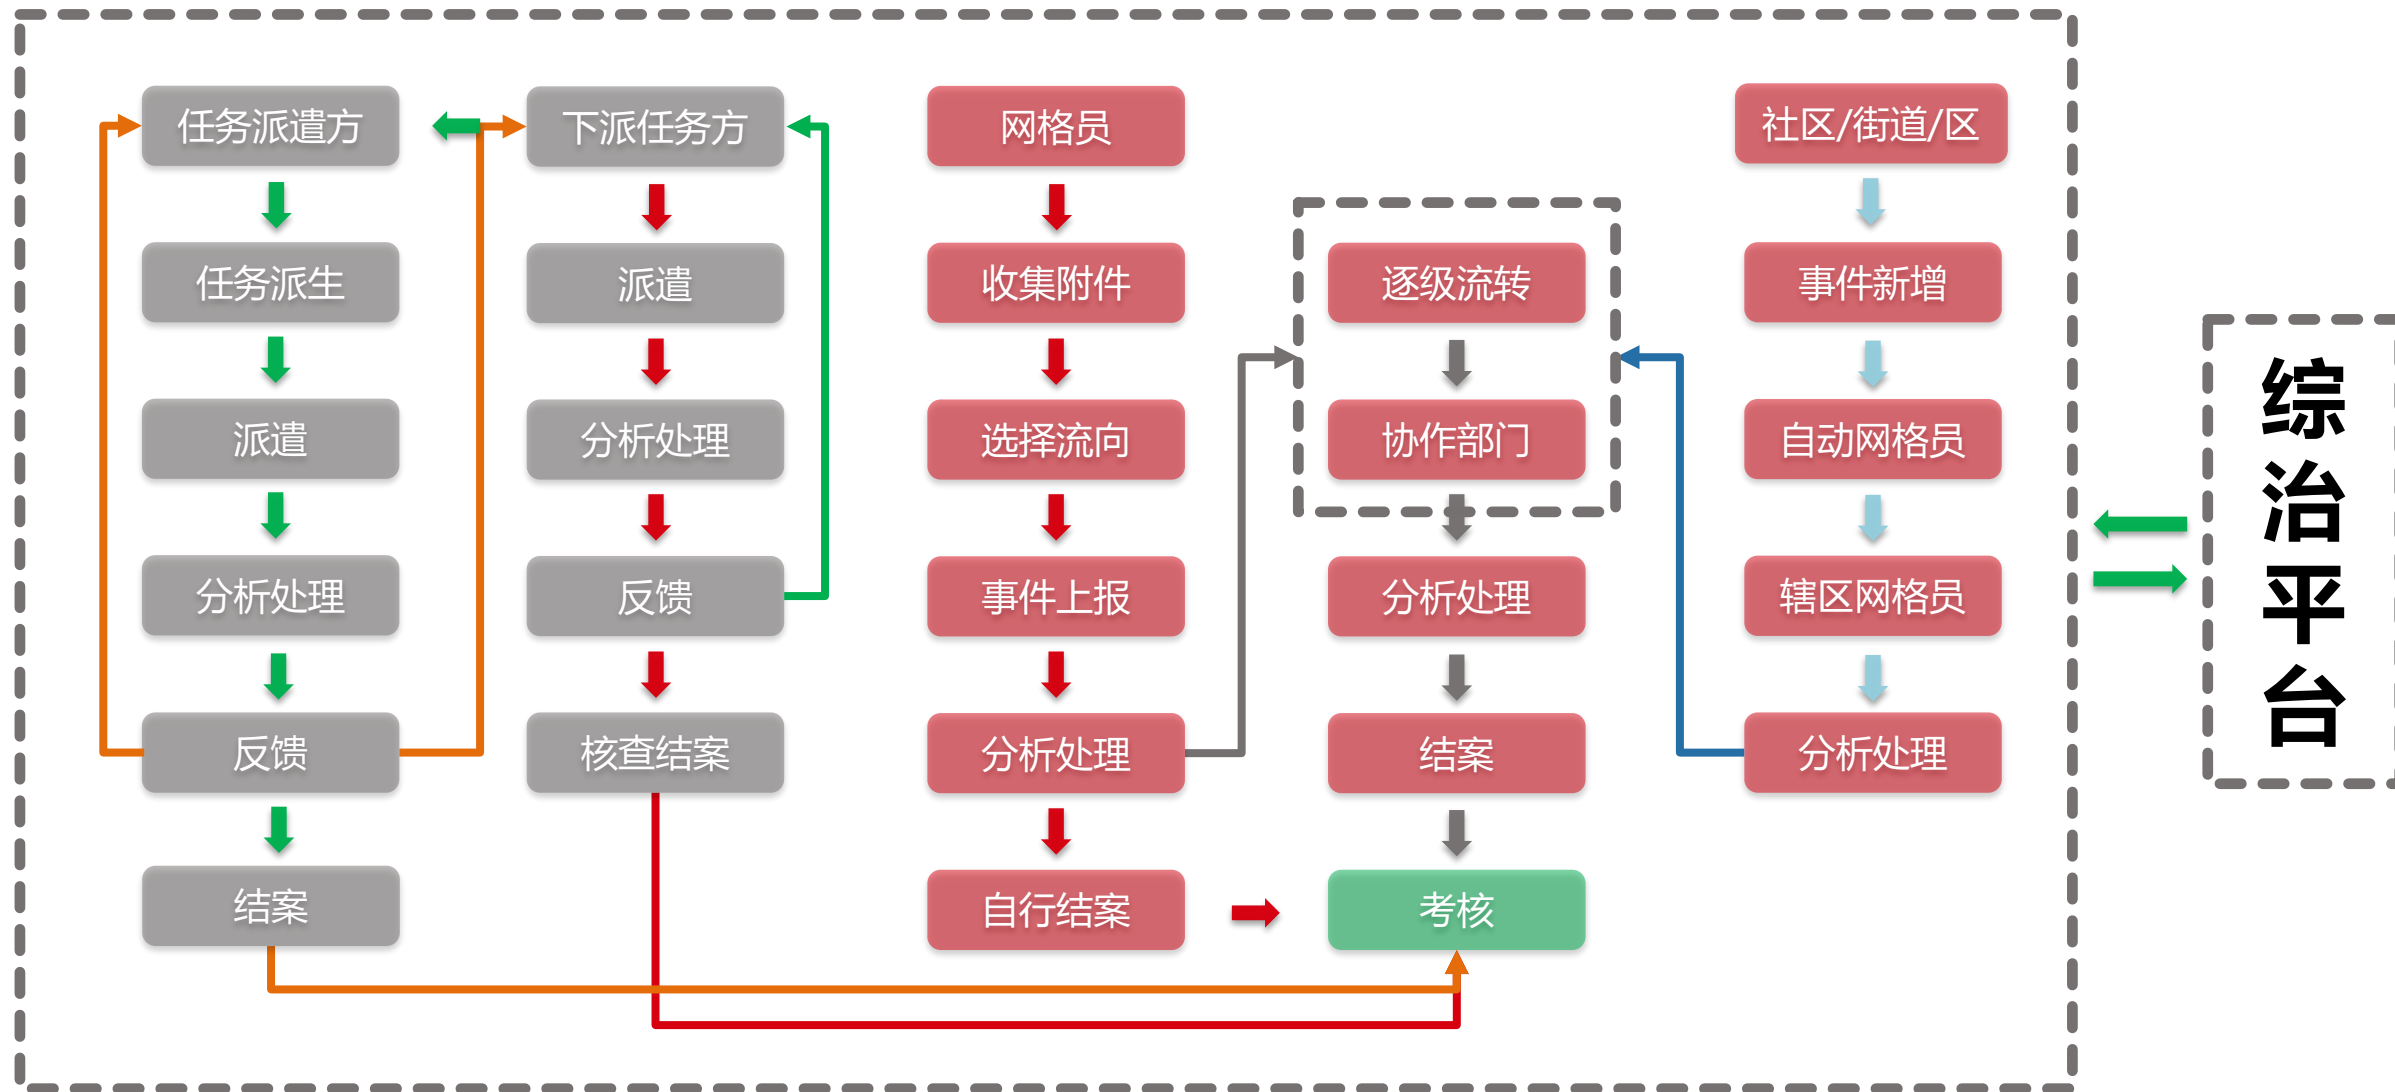 任务派遣方
任务派生
派遣
分析处理
反馈
结案
下派任务方
派遣
分析处理
反馈
核查结案
网格员
收集附件
选择流向
事件上报
分析处理
自行结案
逐级流转
协作部门
分析处理
结案
考核
社区/街道/区
事件新增
自动网格员
辖区网格员
分析处理
综
治
平
台